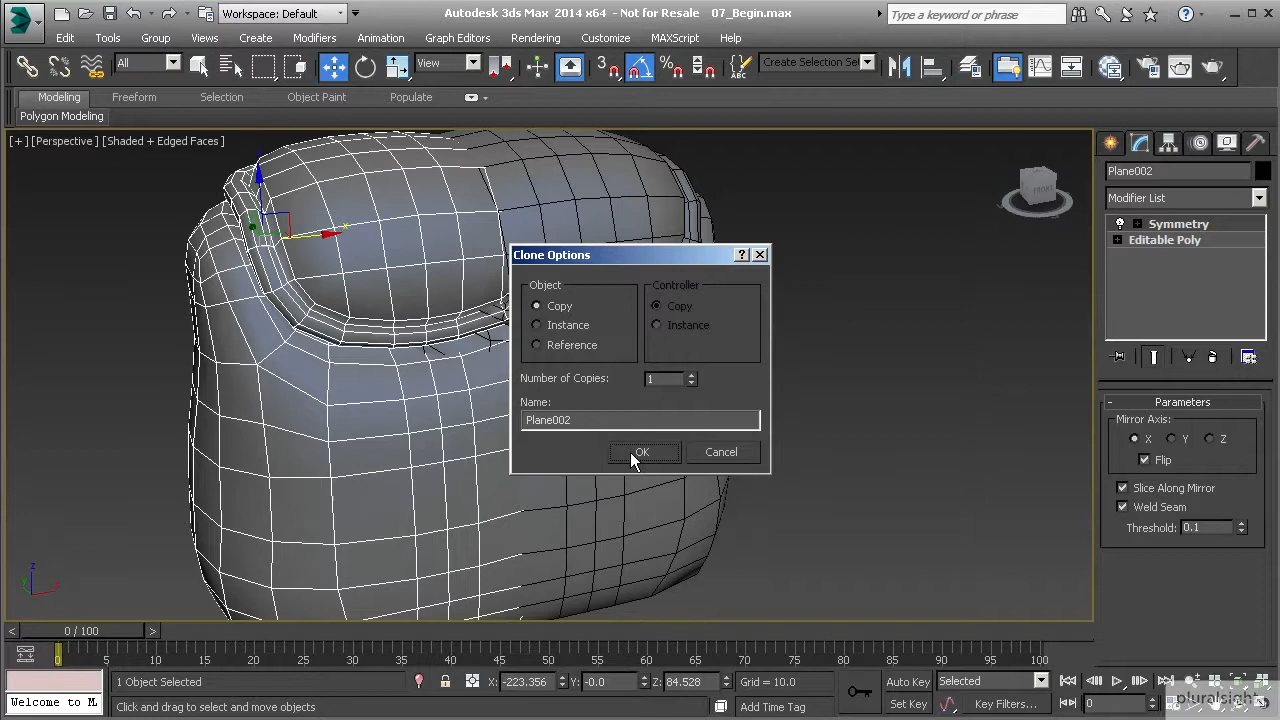 Workspace: Default
Autodesk 3ds Max 2014 x64 - Not for Resale 07_Begin.max
Type a keyword or phrase
Edit Tools Group Views Create Modifiers Animation Graph Editors Rendering Customize MAXScript Help
All
View
3
Create Selection Se
Modeling Freeform Selection Object Paint Populate
Polygon Modeling
[+] [Perspective] [Shaded + Edged Faces]
FRONT
Plane002
Modifier List
Symmetry
Editable Poly
Clone Options
Object
Copy
Instance
Reference
Controller
Copy
Instance
Number of Copies: 1
Name:
Plane002
OK Cancel
Parameters
Mirror Axis:
X Y Z
Flip
Slice Along Mirror
Weld Seam
Threshold: 0.1
z
y
x
x
< 0 / 100 >
0 5 10 15 20 25 30 35 40 45 50 55 60 65 70 75 80 85 90 95 100
1 Object Selected
X: -223.356 Y: -0.0 Z: 84.528
Grid = 10.0
Auto Key
Selected
Welcome to M
Click and drag to select and move objects
Add Time Tag
Set Key
Key Filters...
0
pluralsight